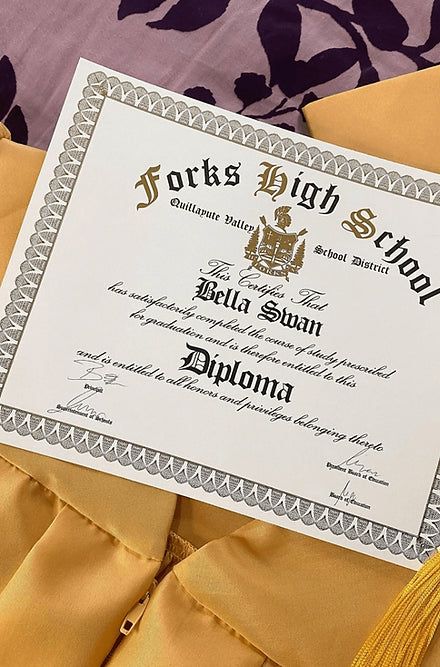 Forks High School
Quillayute Valley School District
This Certifies That
Bella Swan
has satisfactorily completed the course of study prescribed
for graduation and is therefore entitled to this
Diploma
and is entitled to all honors and privileges belonging thereto
Principal
Superintendent of Schools
President Board of Education
Board of Education